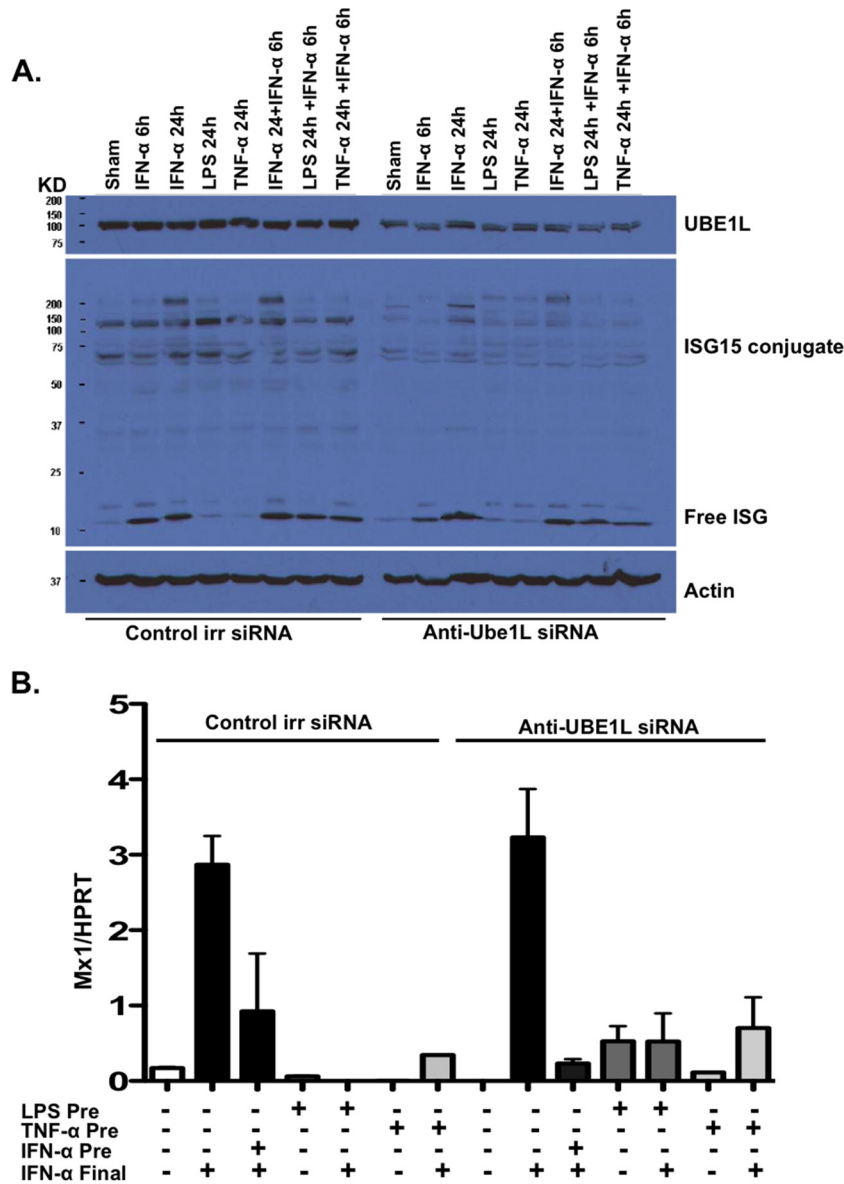 A.
Sham
IFN-α 6h
IFN-α 24h
LPS 24h
TNF-α 24h
IFN-α 24+IFN-α 6h
LPS 24h +IFN-α 6h
TNF-α 24h +IFN-α 6h
Sham
IFN-α 6h
IFN-α 24h
LPS 24h
TNF-α 24h
IFN-α 24+IFN-α 6h
LPS 24h +IFN-α 6h
TNF-α 24h +IFN-α 6h
KD
200
150
100
75
UBE1L
200
150
100
75
50
37
25
10
ISG15 conjugate
Free ISG
37
Actin
Control irr siRNA Anti-Ube1L siRNA
B.
Control irr siRNA Anti-UBE1L siRNA
Mx1/HPRT
5
4
3
2
1
0
LPS Pre - - - + + - - - - - + + - -
TNF-α Pre - - - - - + + - - - - - + +
IFN-α Pre - - + - - - - - - + - - - -
IFN-α Final - + + - + - + - + + - + - +